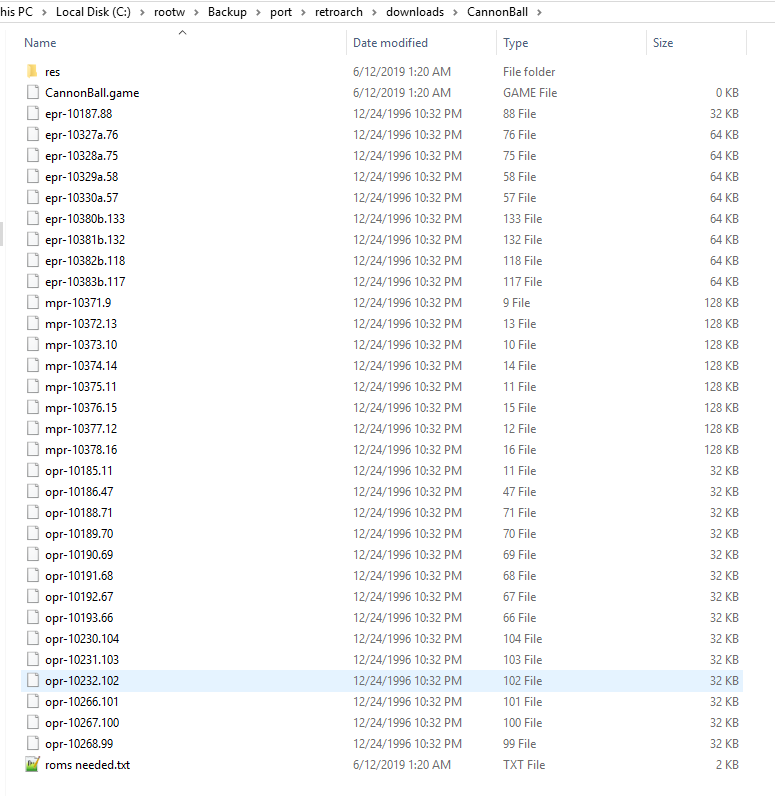 his PC > Local Disk (C:) > rootw > Backup > port > retroarch > downloads > CannonBall >
Name Date modified Type Size
res 6/12/2019 1:20 AM File folder
CannonBall.game 6/12/2019 1:20 AM GAME File 0 KB
epr-10187.88 12/24/1996 10:32 PM 88 File 32 KB
epr-10327a.76 12/24/1996 10:32 PM 76 File 64 KB
epr-10328a.75 12/24/1996 10:32 PM 75 File 64 KB
epr-10329a.58 12/24/1996 10:32 PM 58 File 64 KB
epr-10330a.57 12/24/1996 10:32 PM 57 File 64 KB
epr-10380b.133 12/24/1996 10:32 PM 133 File 64 KB
epr-10381b.132 12/24/1996 10:32 PM 132 File 64 KB
epr-10382b.118 12/24/1996 10:32 PM 118 File 64 KB
epr-10383b.117 12/24/1996 10:32 PM 117 File 64 KB
mpr-10371.9 12/24/1996 10:32 PM 9 File 128 KB
mpr-10372.13 12/24/1996 10:32 PM 13 File 128 KB
mpr-10373.10 12/24/1996 10:32 PM 10 File 128 KB
mpr-10374.14 12/24/1996 10:32 PM 14 File 128 KB
mpr-10375.11 12/24/1996 10:32 PM 11 File 128 KB
mpr-10376.15 12/24/1996 10:32 PM 15 File 128 KB
mpr-10377.12 12/24/1996 10:32 PM 12 File 128 KB
mpr-10378.16 12/24/1996 10:32 PM 16 File 128 KB
opr-10185.11 12/24/1996 10:32 PM 11 File 32 KB
opr-10186.47 12/24/1996 10:32 PM 47 File 32 KB
opr-10188.71 12/24/1996 10:32 PM 71 File 32 KB
opr-10189.70 12/24/1996 10:32 PM 70 File 32 KB
opr-10190.69 12/24/1996 10:32 PM 69 File 32 KB
opr-10191.68 12/24/1996 10:32 PM 68 File 32 KB
opr-10192.67 12/24/1996 10:32 PM 67 File 32 KB
opr-10193.66 12/24/1996 10:32 PM 66 File 32 KB
opr-10230.104 12/24/1996 10:32 PM 104 File 32 KB
opr-10231.103 12/24/1996 10:32 PM 103 File 32 KB
opr-10232.102 12/24/1996 10:32 PM 102 File 32 KB
opr-10266.101 12/24/1996 10:32 PM 101 File 32 KB
opr-10267.100 12/24/1996 10:32 PM 100 File 32 KB
opr-10268.99 12/24/1996 10:32 PM 99 File 32 KB
roms needed.txt 6/12/2019 1:20 AM TXT File 2 KB